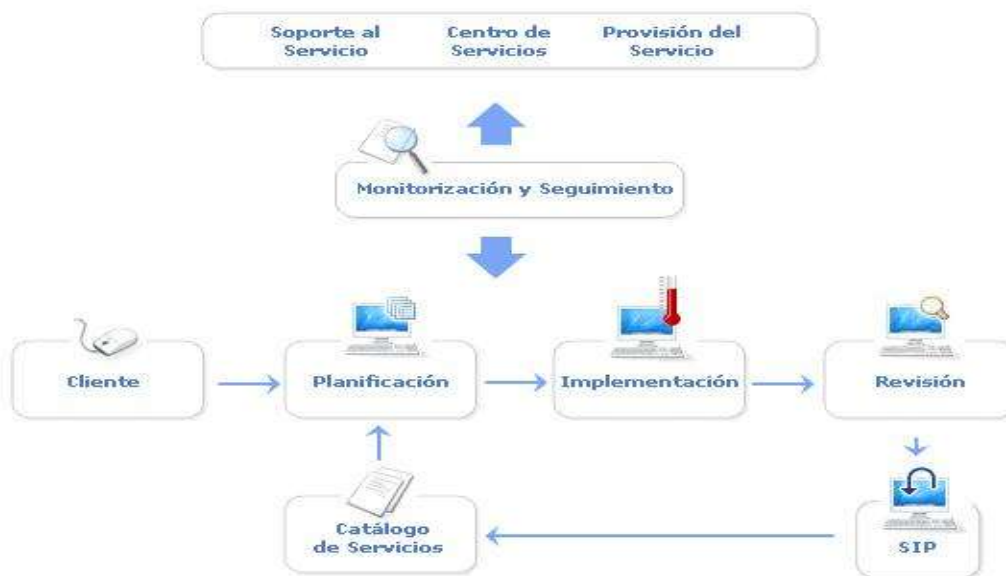 Soporte al
Servicio
Centro de
Servicios
Provisión del
Servicio
Monitorización y Seguimiento
Cliente
Planificación
Implementación
Revisión
Catálogo
de Servicios
SIP